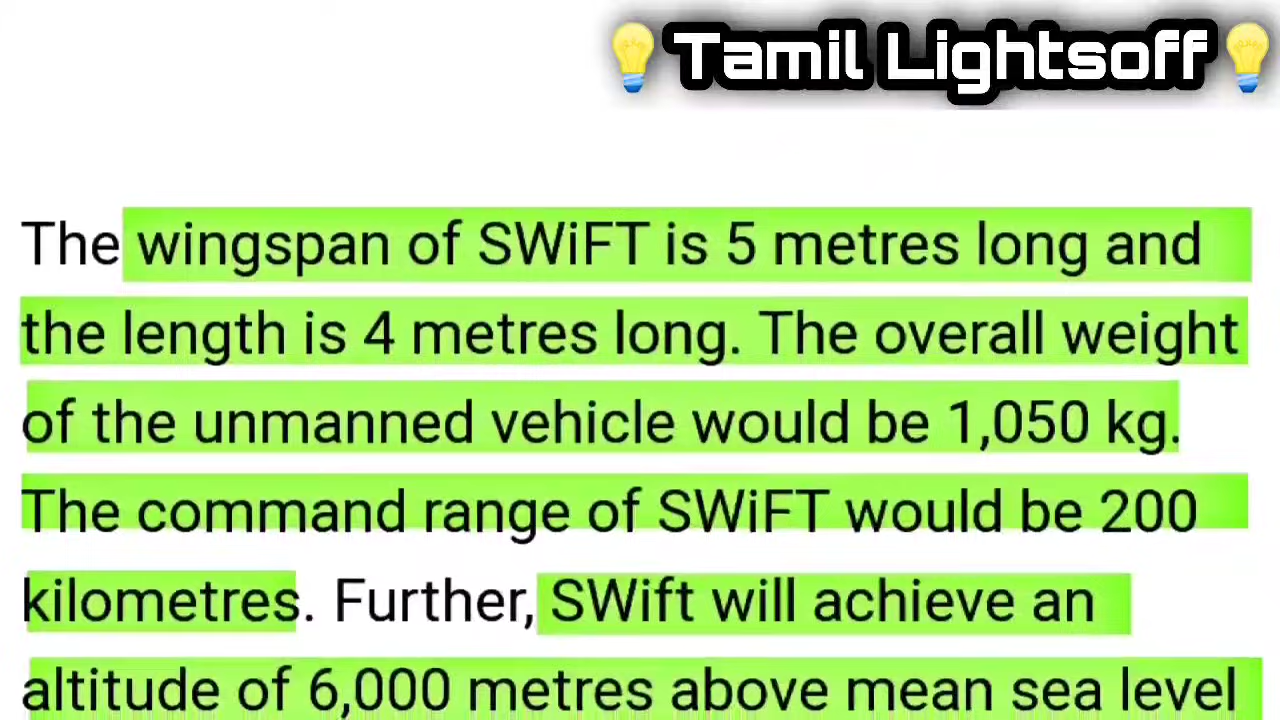 Tamil Lightsoff
The wingspan of SWiFT is 5 metres long and
the length is 4 metres long. The overall weight
of the unmanned vehicle would be 1,050 kg.
The command range of SWiFT would be 200
kilometres. Further, SWift will achieve an
altitude of 6,000 metres above mean sea level